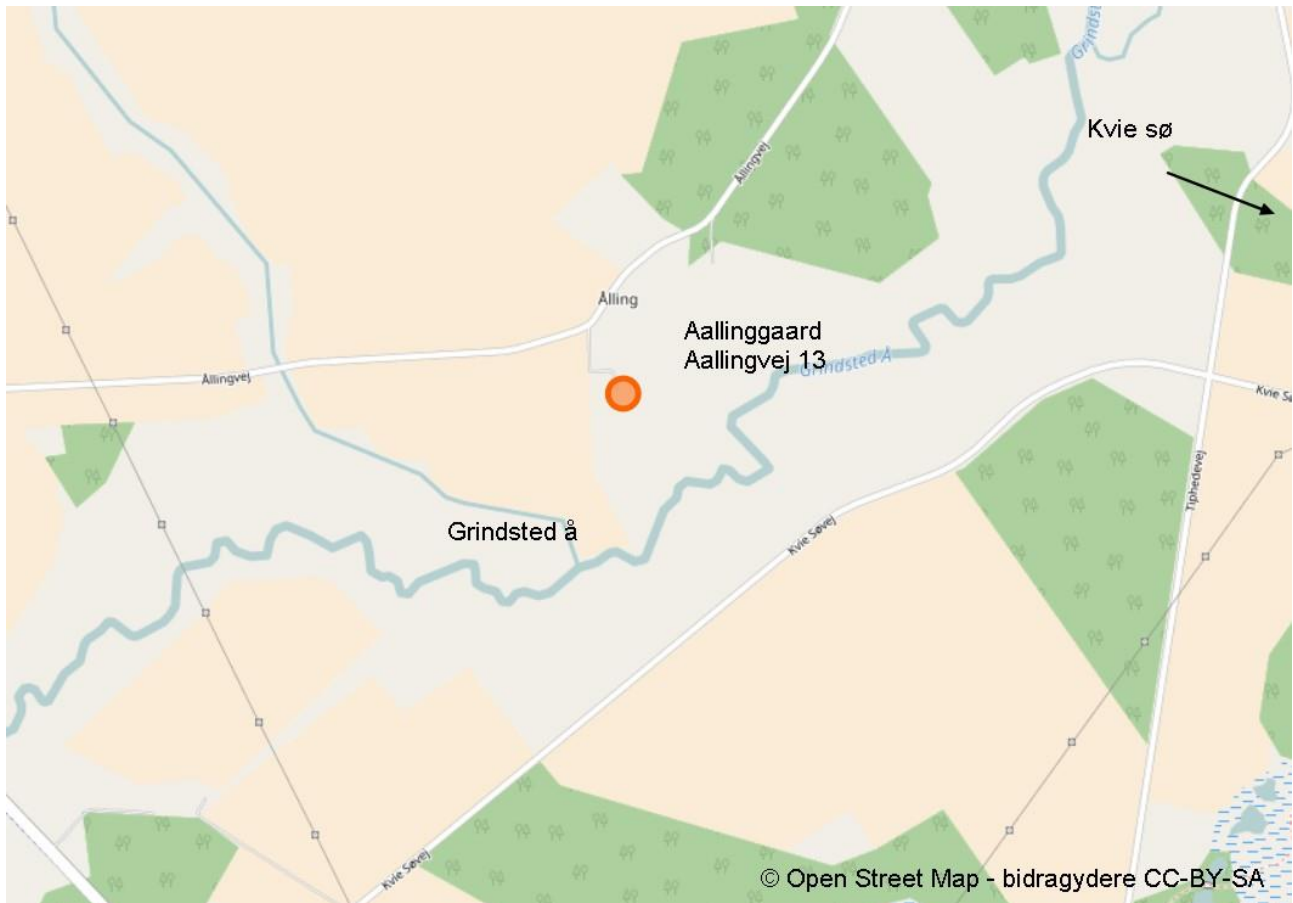 Grindst
Kvie sø
Ållingvej
Ålling
Aallinggaard
Aallingvej 13
Grindsted Å
Ållingvej
Kvie Sø
Tiphedevej
Grindsted å
Kvie Søvej
Kvie Søvej
© Open Street Map - bidragydere CC-BY-SA